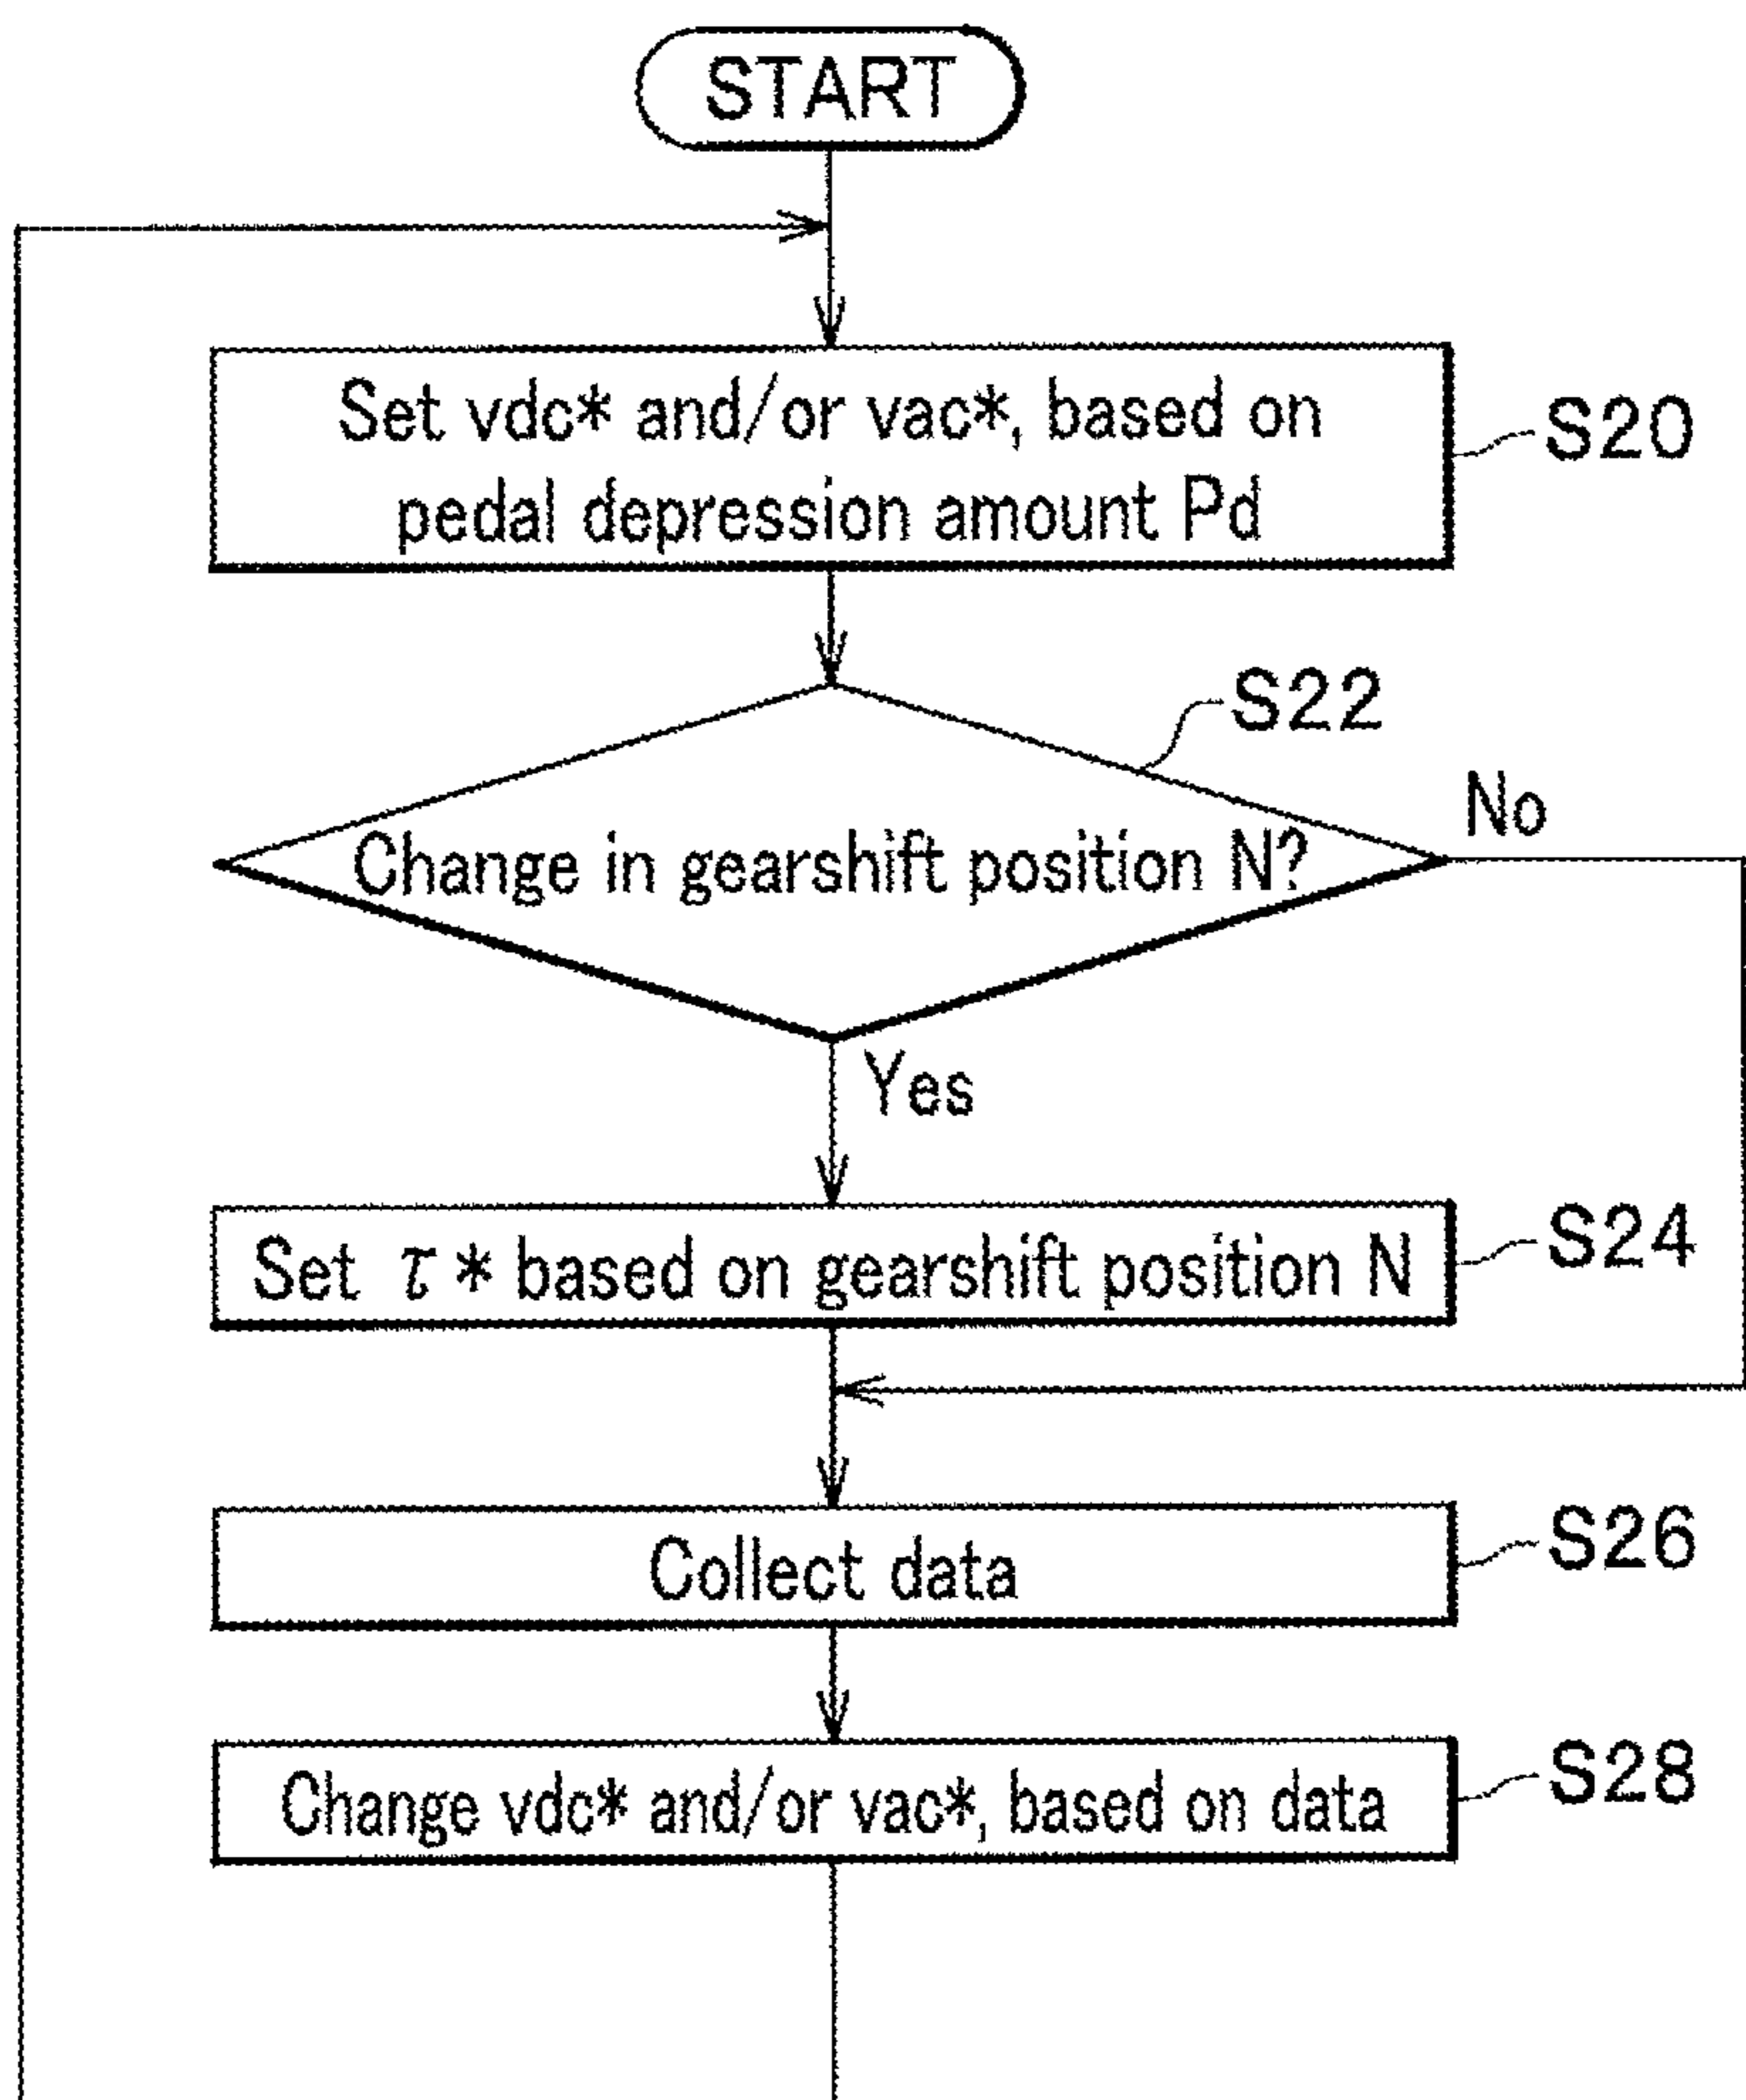 START
Set vdc* and/or vac*, based on
pedal depression amount Pd
S20
S22
Change in gearshift position N?
No
Yes
Set τ* based on gearshift position N
S24
Collect data
S26
Change vdc* and/or vac*, based on data
S28